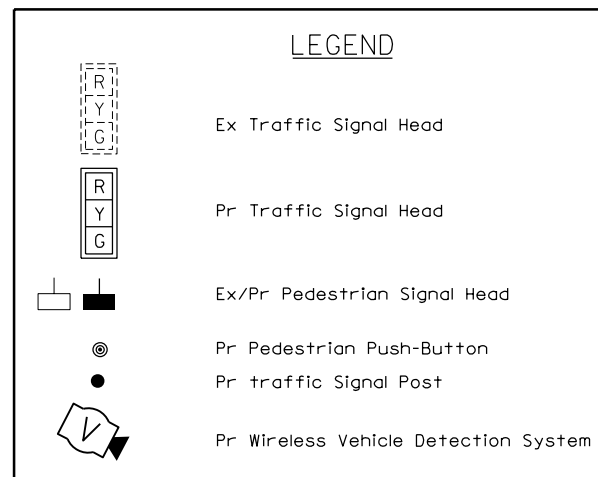 LEGEND
R
Y
G
Ex Traffic Signal Head
R
Y
G
Pr Traffic Signal Head
Ex/Pr Pedestrian Signal Head
Pr Pedestrian Push-Button
Pr traffic Signal Post
V
Pr Wireless Vehicle Detection System